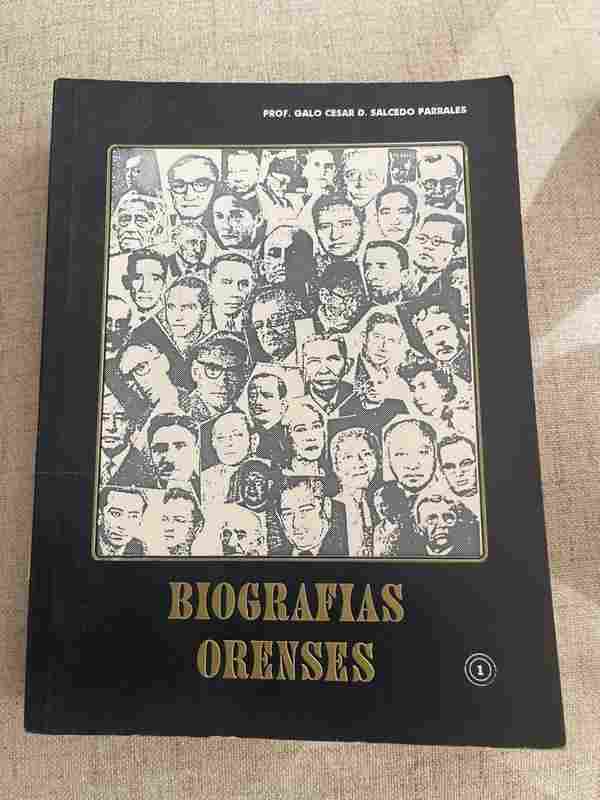 PROF. GALO CESAR D. SALCEDO PARRALES
BIOGRAFIAS
ORENSES
1